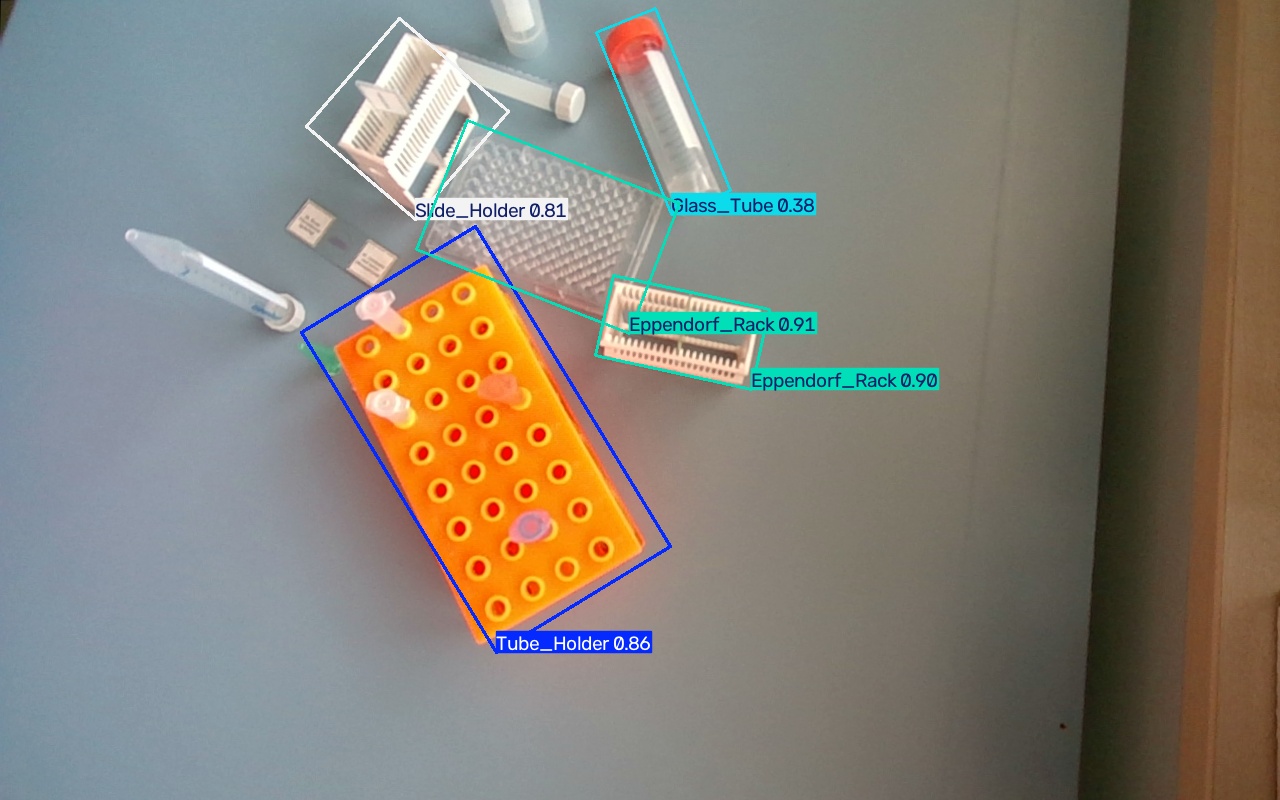 Slide_Holder 0.81
Glass_Tube 0.38
Eppendorf_Rack 0.91
Eppendorf_Rack 0.90
Tube_Holder 0.86